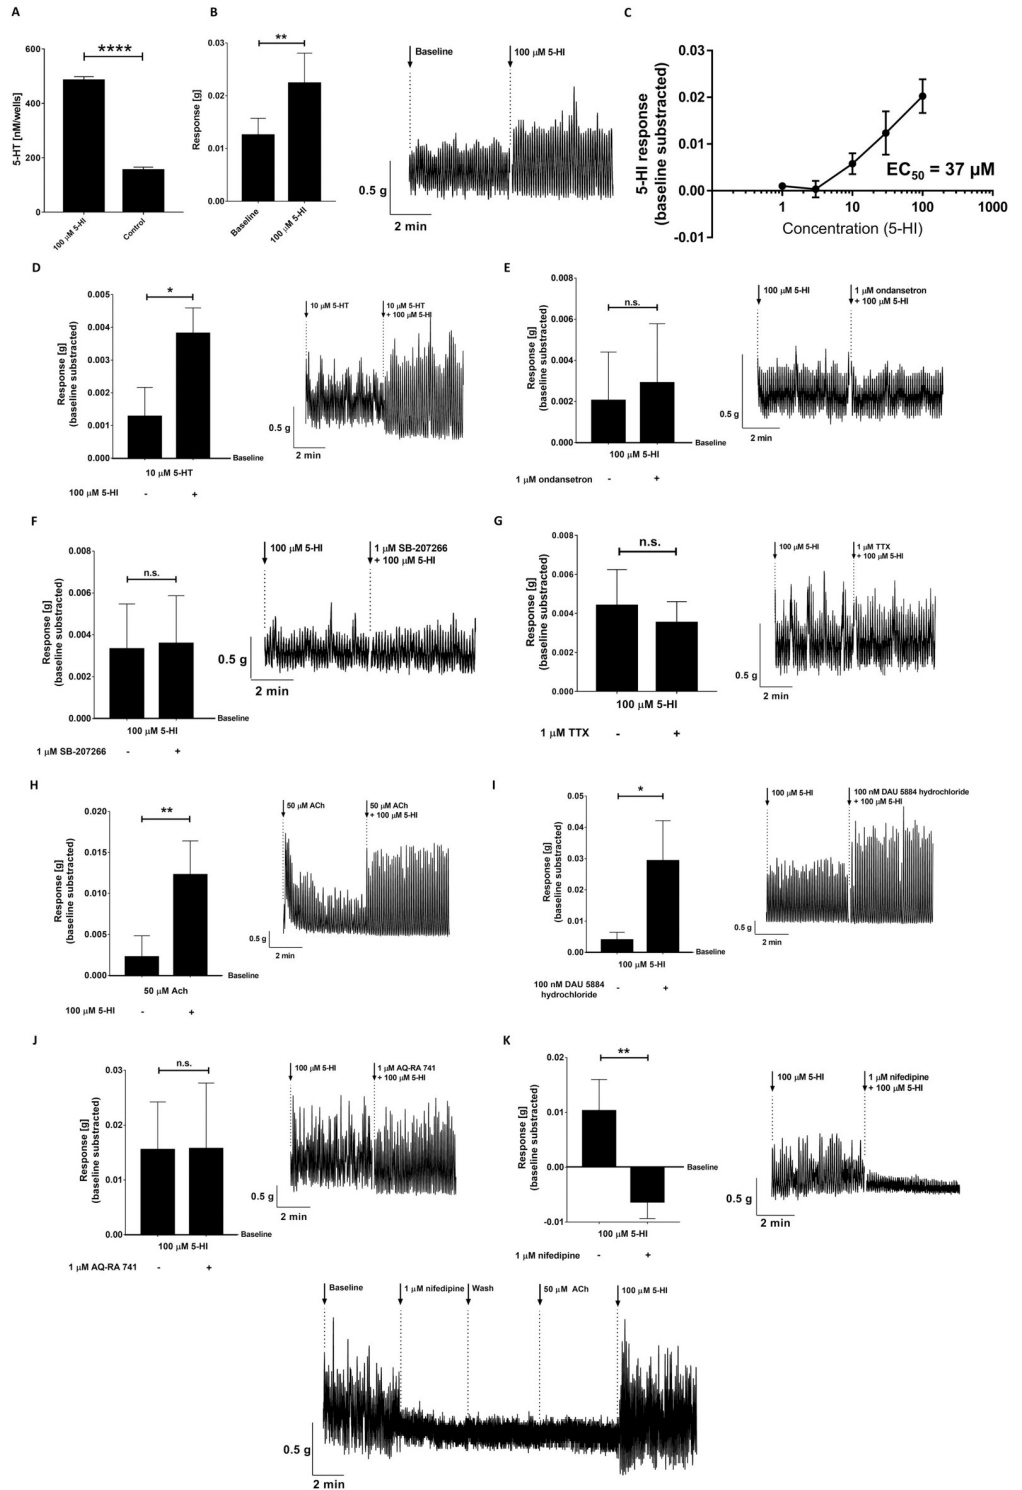 A
****
600
400
200
0
5-HT [nM/wells]
100 μM 5-HI
Control
B
**
0.03
0.02
0.01
0.00
Response [g]
Baseline
100 μM 5-HI
Baseline
100 μM 5-HI
0.5 g
2 min
C
0.03
0.02
0.01
0.00
-0.01
5-HI response
(baseline substracted)
EC50 = 37 μM
1 10 100 1000
Concentration (5-HI)
D
*
0.005
0.004
0.003
0.002
0.001
0.000
Response [g]
(baseline substracted)
Baseline
10 μM 5-HT
100 μM 5-HI - +
10 μM 5-HT
10 μM 5-HT
+ 100 μM 5-HI
0.5 g
2 min
E
n.s.
0.008
0.006
0.004
0.002
0.000
Response [g]
(baseline substracted)
Baseline
100 μM 5-HI
1 μM ondansetron - +
100 μM 5-HI
1 μM ondansetron
+ 100 μM 5-HI
0.5 g
2 min
F
n.s.
0.008
0.006
0.004
0.002
0.000
Response [g]
(baseline substracted)
Baseline
100 μM 5-HI
1 μM SB-207266 - +
100 μM 5-HI
1 μM SB-207266
+ 100 μM 5-HI
0.5 g
2 min
G
n.s.
0.008
0.006
0.004
0.002
0.000
Response [g]
(baseline substracted)
100 μM 5-HI
1 μM TTX - +
100 μM 5-HI
1 μM TTX
+ 100 μM 5-HI
0.5 g
2 min
H
**
0.020
0.015
0.010
0.005
0.000
Response [g]
(baseline substracted)
Baseline
50 μM Ach
100 μM 5-HI - +
50 μM ACh
50 μM ACh
+ 100 μM 5-HI
0.5 g
2 min
I
*
0.05
0.04
0.03
0.02
0.01
0.00
Response [g]
(baseline substracted)
Baseline
100 μM 5-HI
100 nM DAU 5884
hydrochloride - +
100 μM 5-HI
100 nM DAU 5884 hydrochloride
+ 100 μM 5-HI
0.5 g
2 min
J
n.s.
0.03
0.02
0.01
0.00
Response [g]
(baseline substracted)
Baseline
100 μM 5-HI
1 μM AQ-RA 741 - +
100 μM 5-HI
1 μM AQ-RA 741
+ 100 μM 5-HI
0.5 g
2 min
K
**
0.02
0.01
0.00
-0.01
Response [g]
(baseline substracted)
Baseline
100 μM 5-HI
1 μM nifedipine - +
100 μM 5-HI
1 μM nifedipine
+ 100 μM 5-HI
0.5 g
2 min
Baseline
1 μM nifedipine
Wash
50 μM ACh
100 μM 5-HI
0.5 g
2 min